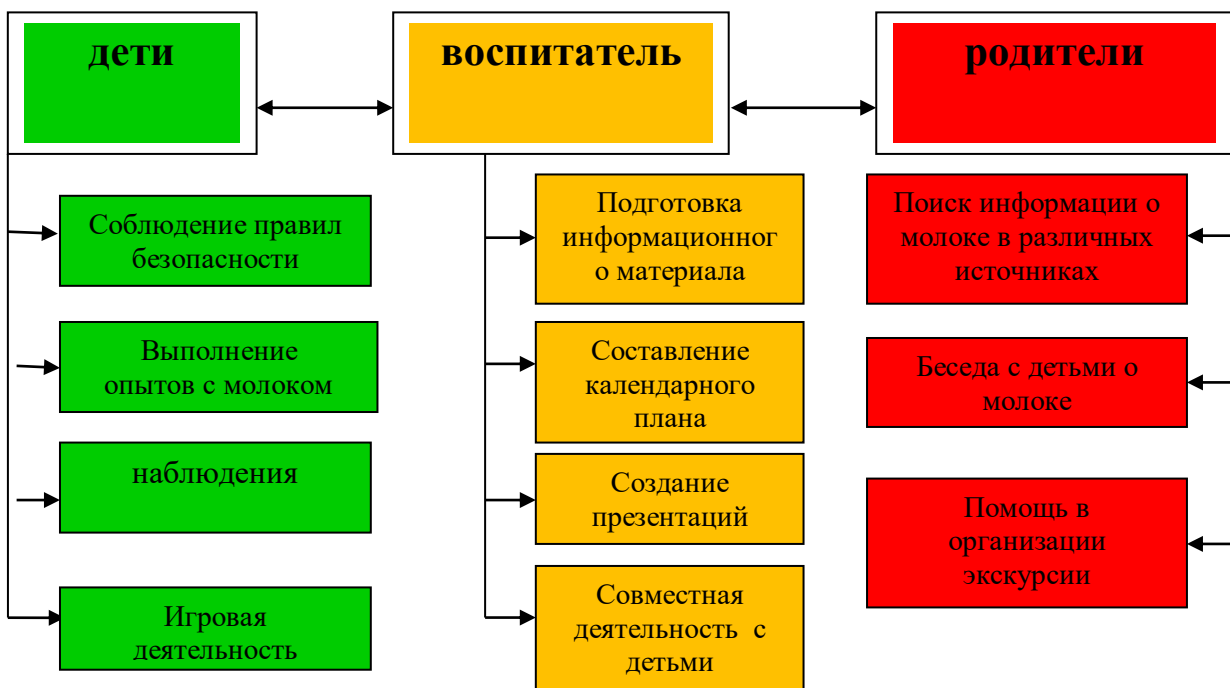 дети
воспитатель
родители
Соблюдение правил
безопасности
Выполнение
опытов с молоком
наблюдения
Игровая
деятельность
Подготовка
информационног
о материала
Составление
календарного
плана
Создание
презентаций
Совместная
деятельность с
детьми
Поиск информации о
молоке в различных
источниках
Беседа с детьми о
молоке
Помощь в
организации
экскурсии